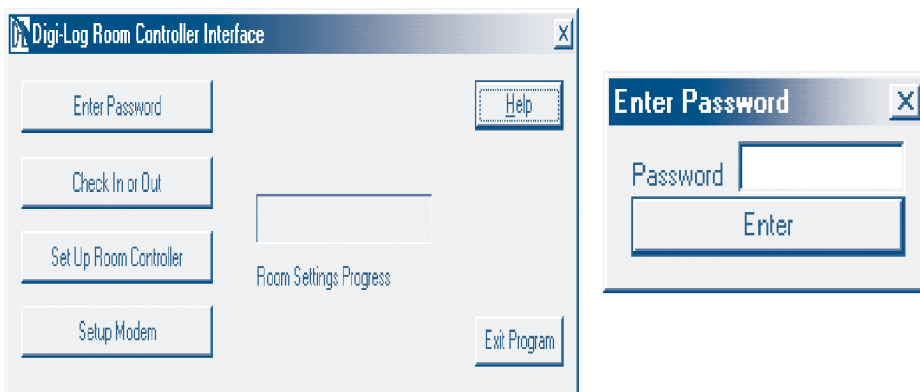 Digi-Log Room Controller Interface
X
Enter Password
Help
Check In or Out
Set Up Room Controller
Room Settings Progress
Setup Modem
Exit Program
Enter Password
X
Password
Enter